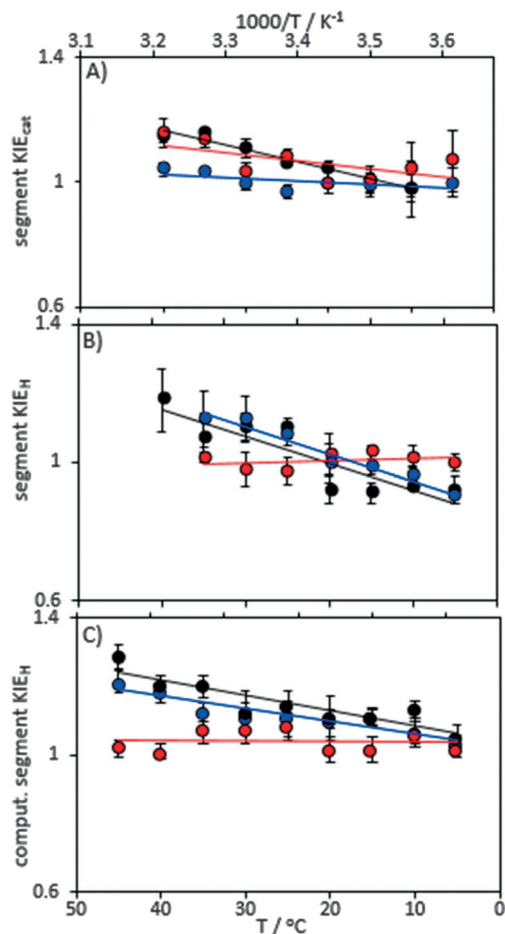 1000/T / K-1
3.1 3.2 3.3 3.4 3.5 3.6
A)
1.4
1
0.6
segment KIEcat
B)
1.4
1
0.6
segment KIEH
C)
1.4
1
0.6
comput. segment KIEH
50 40 30 20 10 0
T / °C